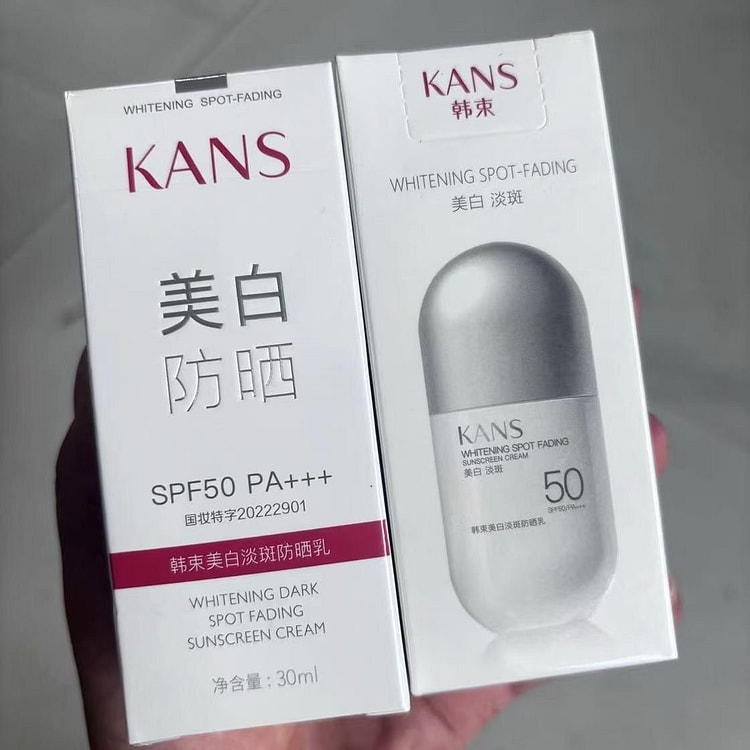 WHITENING SPOT-FADING
KANS
美白
防晒
SPF50 PA+++
国妆特字20222901
韩束美白淡斑防晒乳
WHITENING DARK
SPOT FADING
SUNSCREEN CREAM
净含量:30ml
KANS
韩束
WHITENING SPOT-FADING
美白 淡斑
KANS
WHITENING SPOT FADING
SUNSCREEN CREAM
美白 淡斑
50
SPF50/PA+++
韩束美白淡斑防晒乳